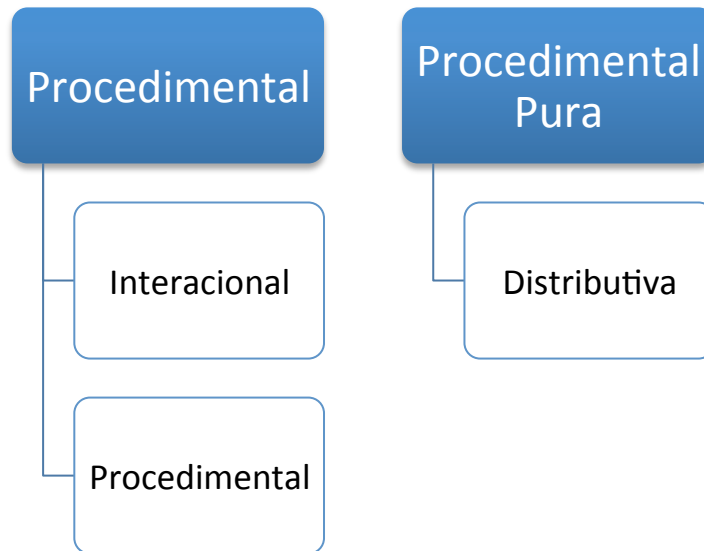 Procedimental
Interacional
Procedimental
Procedimental
Pura
Distributiva